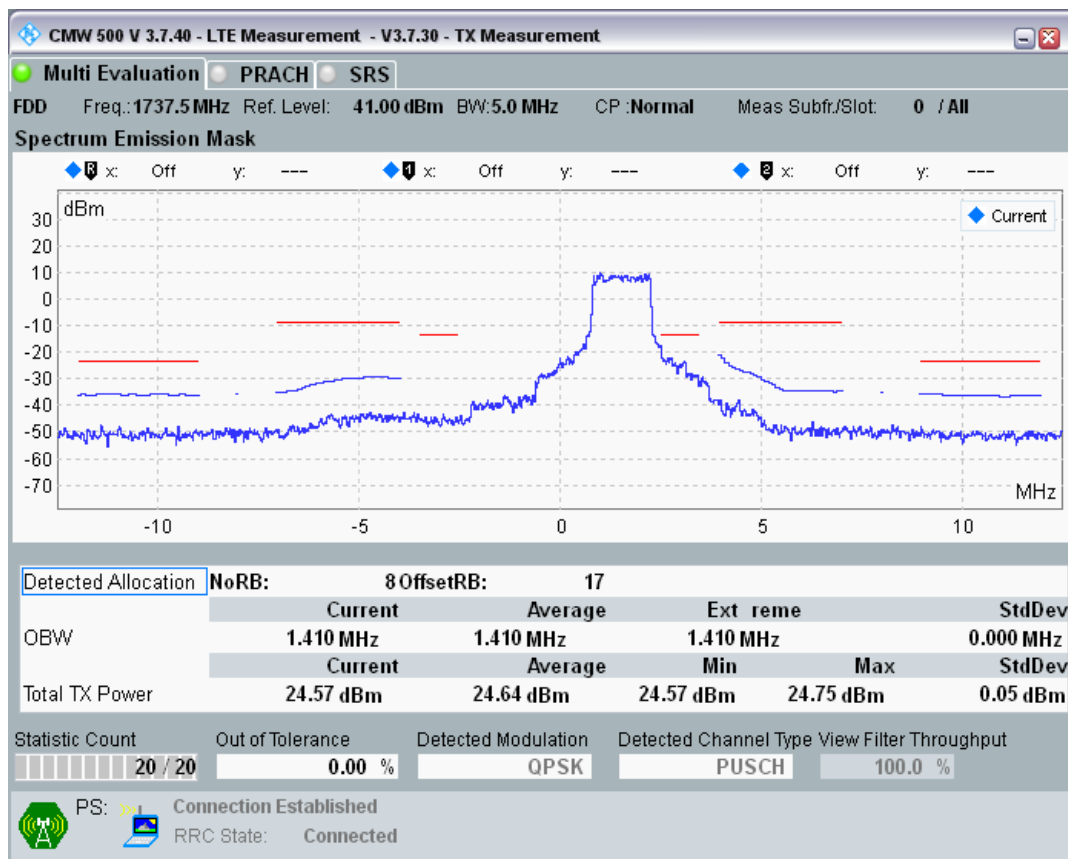 CMW 500 V 3.7.40 - LTE Measurement - V3.7.30 - TX Measurement
Multi Evaluation PRACH SRS
FDD Freq.:1737.5 MHz Ref. Level: 41.00 dBm BW:5.0 MHz CP :Normal Meas Subfr./Slot: 0 / All
Spectrum Emission Mask
R x: Off y: --- 1 x: Off y: --- 2 x: Off y: ---
dBm
Current
30
20
10
0
-10
-20
-30
-40
-50
-60
-70
MHz
-10 -5 0 5 10
Detected Allocation NoRB: 8 OffsetRB: 17
Current Average Ext reme StdDev
OBW 1.410 MHz 1.410 MHz 1.410 MHz 0.000 MHz
Current Average Min Max StdDev
Total TX Power 24.57 dBm 24.64 dBm 24.57 dBm 24.75 dBm 0.05 dBm
Statistic Count Out of Tolerance Detected Modulation Detected Channel Type View Filter Throughput
20 / 20 0.00 % QPSK PUSCH 100.0 %
PS: Connection Established
RRC State: Connected